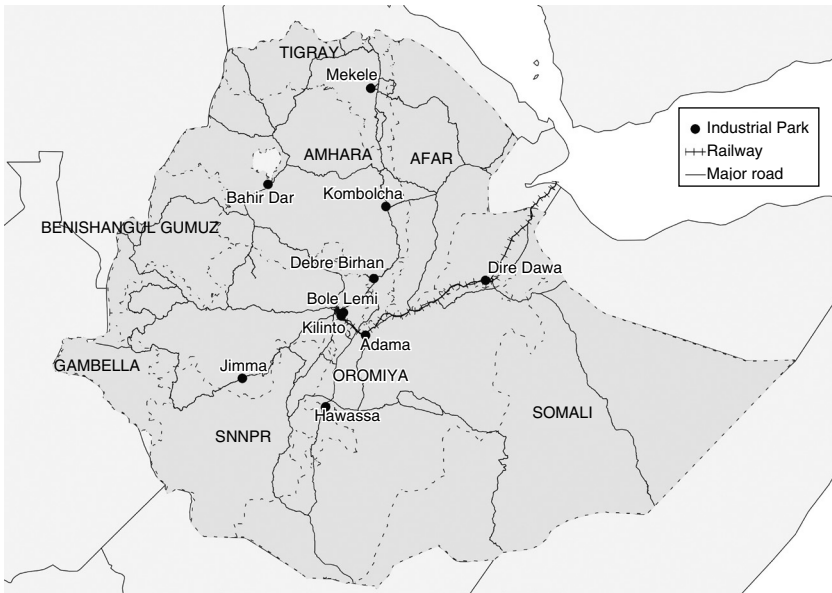 TIGRAY
Mekele
Industrial Park
Railway
Major road
AMHARA
AFAR
Bahir Dar
Kombolcha
BENISHANGUL GUMUZ
Debre Birhan
Dire Dawa
Bole Lemi
Kilinto
Adama
GAMBELLA
Jimma
OROMIYA
Hawassa
SOMALI
SNNPR